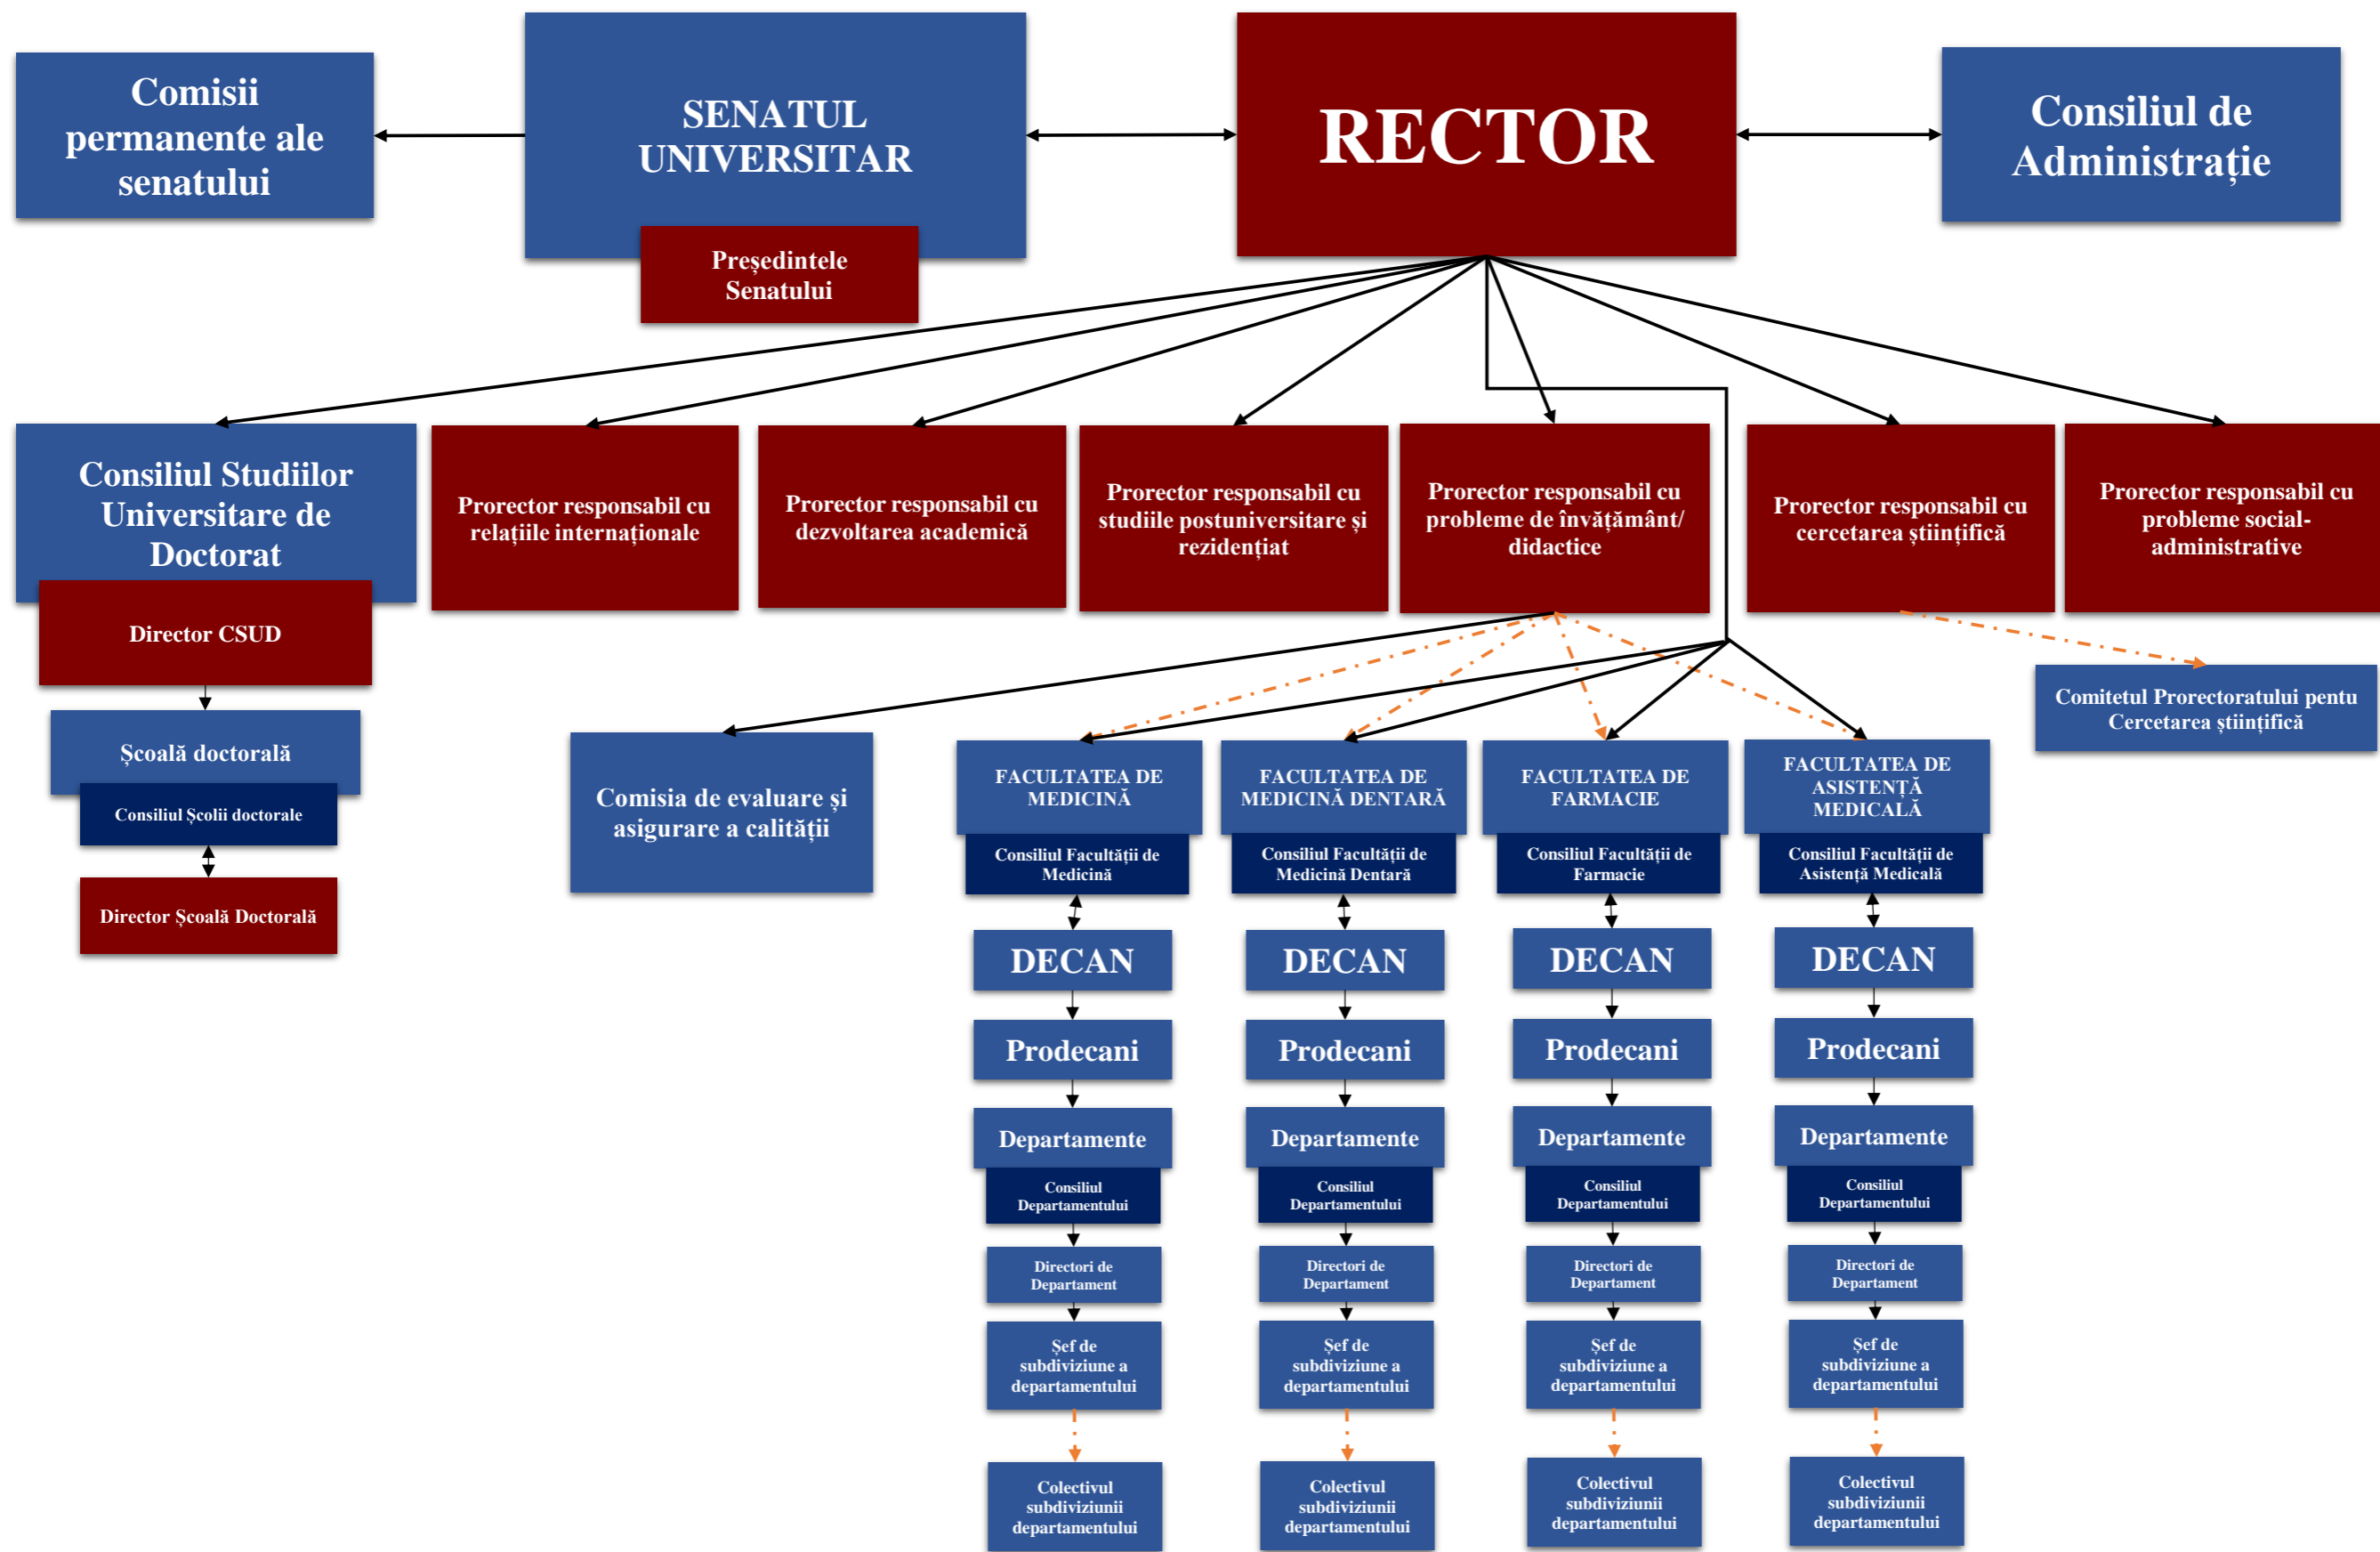 Comisii
permanente ale
senatului
SENATUL
UNIVERSITAR
Președintele
Senatului
RECTOR
Consiliul de
Administrație
Consiliul Studiilor
Universitare de
Doctorat
Director CSUD
Școală doctorală
Consiliul Școlii doctorale
Director Școală Doctorală
Prorector responsabil cu
relațiile internaționale
Prorector responsabil cu
dezvoltarea academică
Prorector responsabil cu
studiile postuniversitare și
rezidențiat
Prorector responsabil cu
probleme de învățământ/
didactice
Prorector responsabil cu
cercetarea științifică
Prorector responsabil cu
probleme social-
administrative
Comitetul Prorectoratului pentu
Cercetarea științifică
Comisia de evaluare și
asigurare a calității
FACULTATEA DE
MEDICINĂ
Consiliul Facultății de
Medicină
DECAN
Prodecani
Departamente
Consiliul
Departamentului
Directori de
Departament
Șef de
subdiviziune a
departamentului
Colectivul
subdiviziunii
departamentului
FACULTATEA DE
MEDICINĂ DENTARĂ
Consiliul Facultății de
Medicină Dentară
DECAN
Prodecani
Departamente
Consiliul
Departamentului
Directori de
Departament
Șef de
subdiviziune a
departamentului
Colectivul
subdiviziunii
departamentului
FACULTATEA DE
FARMACIE
Consiliul Facultății de
Farmacie
DECAN
Prodecani
Departamente
Consiliul
Departamentului
Directori de
Departament
Șef de
subdiviziune a
departamentului
Colectivul
subdiviziunii
departamentului
FACULTATEA DE
ASISTENȚĂ
MEDICALĂ
Consiliul Facultății de
Asistență Medicală
DECAN
Prodecani
Departamente
Consiliul
Departamentului
Directori de
Departament
Șef de
subdiviziune a
departamentului
Colectivul
subdiviziunii
departamentului